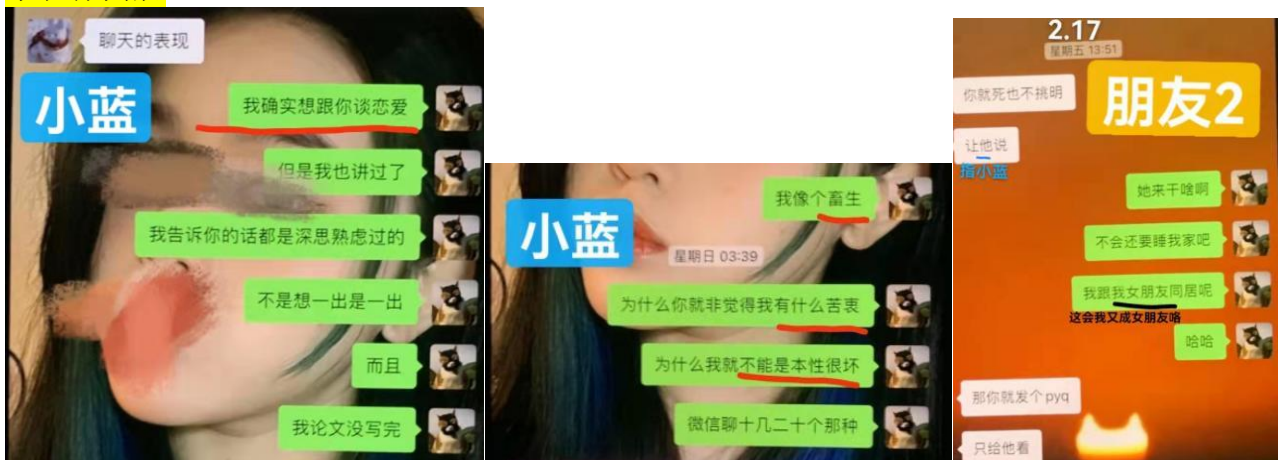 聊天的表现
小蓝
我确实想跟你谈恋爱
但是我也讲过了
我告诉你的话都是深思熟虑过的
不是想一出是一出
而且
我论文没写完
我像个畜生
小蓝
星期日 03:39
为什么你就非觉得我有什么苦衷
为什么我就不能是本性很坏
微信聊十几二十个那种
2.17
星期五 13:51
你就死也不挑明
朋友2
让他说
指小蓝
她来干啥啊
不会还要睡我家吧
我跟我女朋友同居呢
这会我又成女朋友咯
哈哈
那你就发个pyq
只给他看